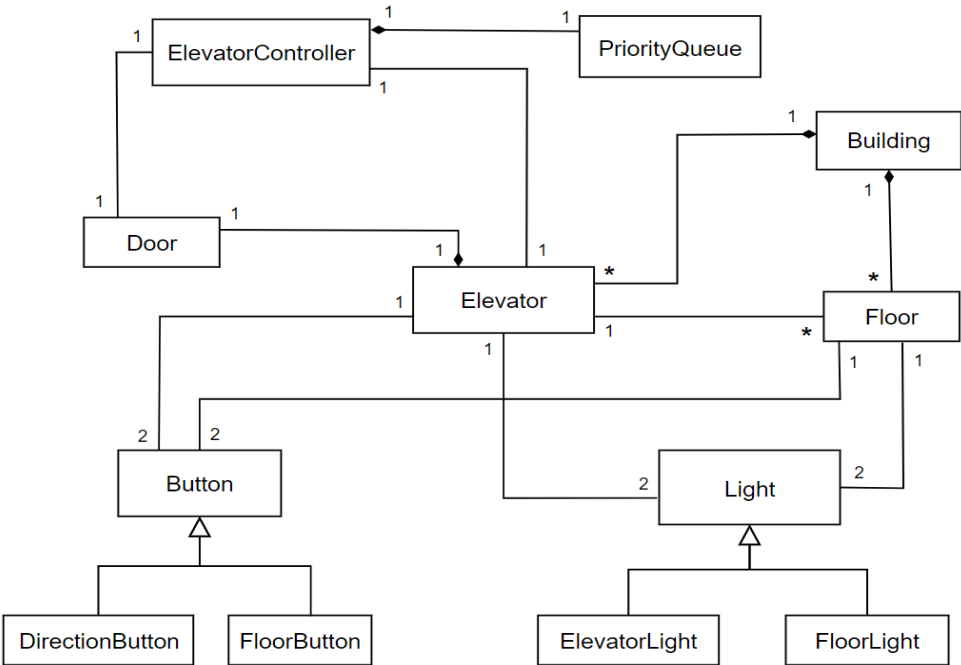 1 1
1 ElevatorController PriorityQueue
1
1 Building
1
1 1
Door 1 1 * *
1 Elevator Floor
1 *
1 1 1
2 2 2
Button 2 Light
DirectionButton FloorButton ElevatorLight FloorLight